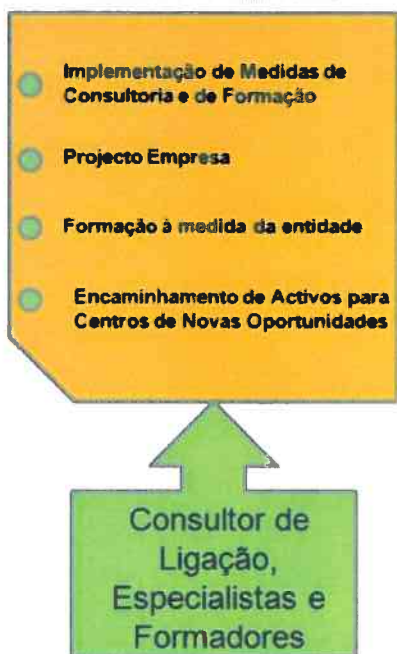 Implementação de Medidas de
Consultoria e de Formação
Projecto Empresa
Formação à medida da entidade
Encaminhamento de Activos para
Centros de Novas Oportunidades
Consultor de
Ligação,
Especialistas e
Formadores